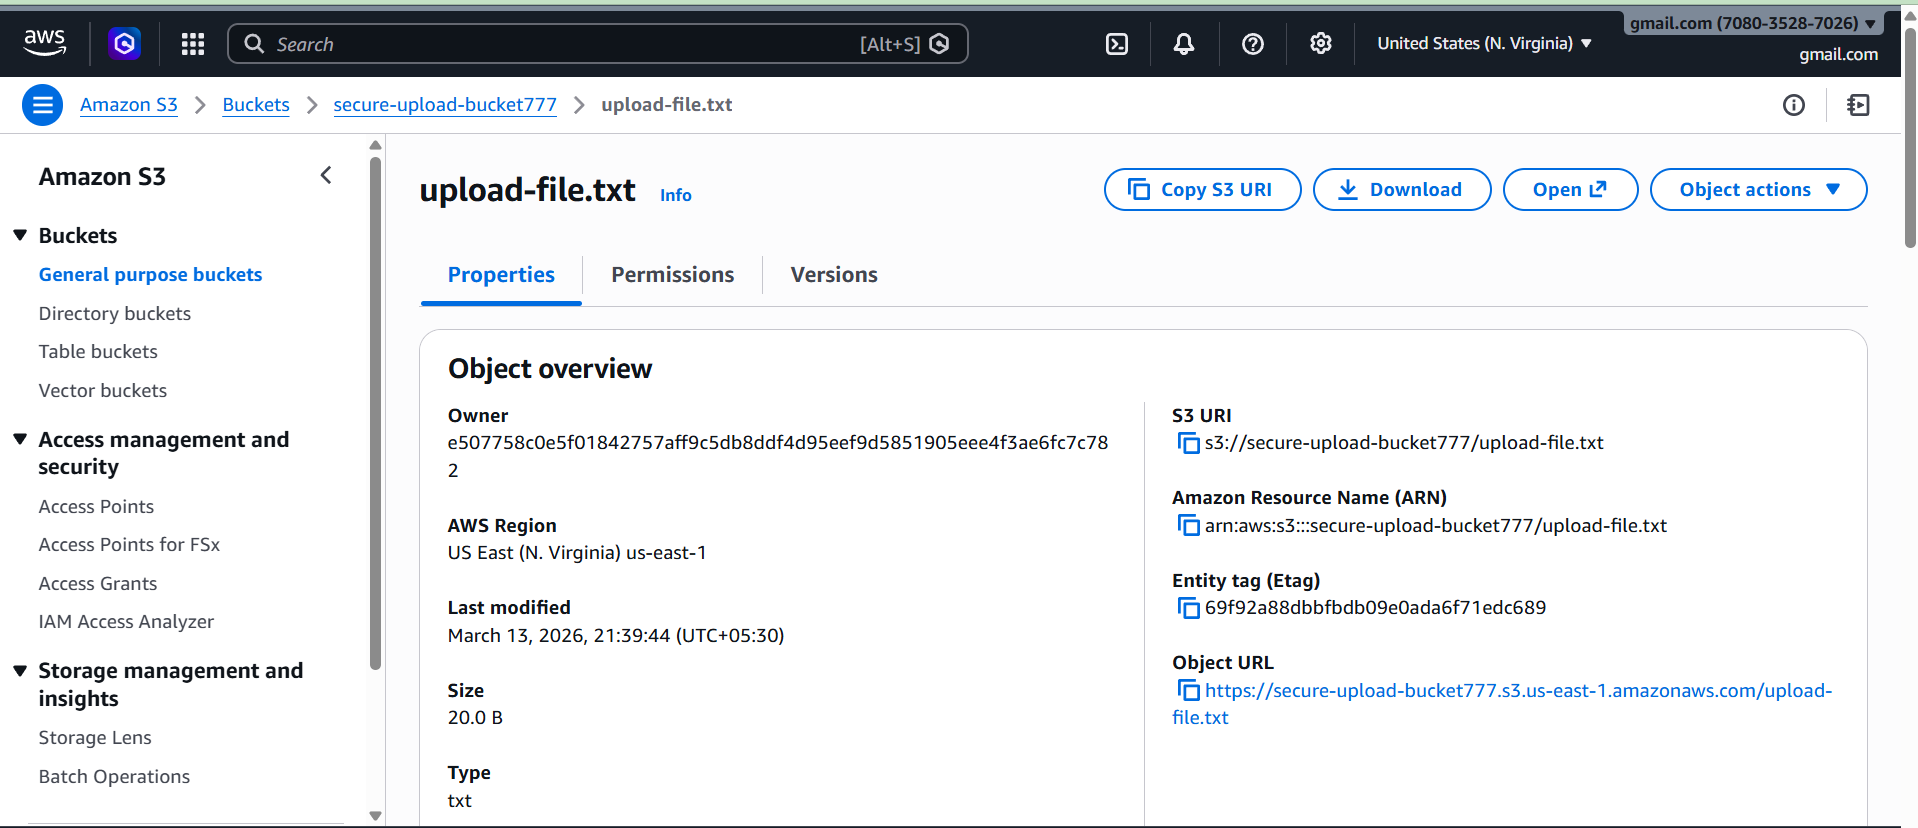 aws
Search
[Alt+S]
United States (N. Virginia)
gmail.com (7080-3528-7026)
gmail.com
Amazon S3
Buckets
secure-upload-bucket777
upload-file.txt
Amazon S3
Buckets
General purpose buckets
Directory buckets
Table buckets
Vector buckets
Access management and
security
Access Points
Access Points for FSx
Access Grants
IAM Access Analyzer
Storage management and
insights
Storage Lens
Batch Operations
upload-file.txt
Info
Copy S3 URI
Download
Open
Object actions
Properties
Permissions
Versions
Object overview
Owner
e507758c0e5f01842757aff9c5db8ddf4d95eef9d5851905eee4f3ae6fc7c78
2
AWS Region
US East (N. Virginia) us-east-1
Last modified
March 13, 2026, 21:39:44 (UTC+05:30)
Size
20.0 B
Type
txt
S3 URI
s3://secure-upload-bucket777/upload-file.txt
Amazon Resource Name (ARN)
arn:aws:s3:::secure-upload-bucket777/upload-file.txt
Entity tag (Etag)
69f92a88dbbfbdb09e0ada6f71edc689
Object URL
https://secure-upload-bucket777.s3.us-east-1.amazonaws.com/upload-
file.txt